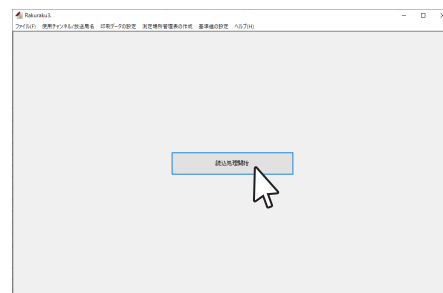 Rakuraku3.
ファイル(F) 使用チャンネル/放送局名 印刷データの設定 測定場所管理表の作成 基準値の設定 ヘルプ(H)
読込処理開始